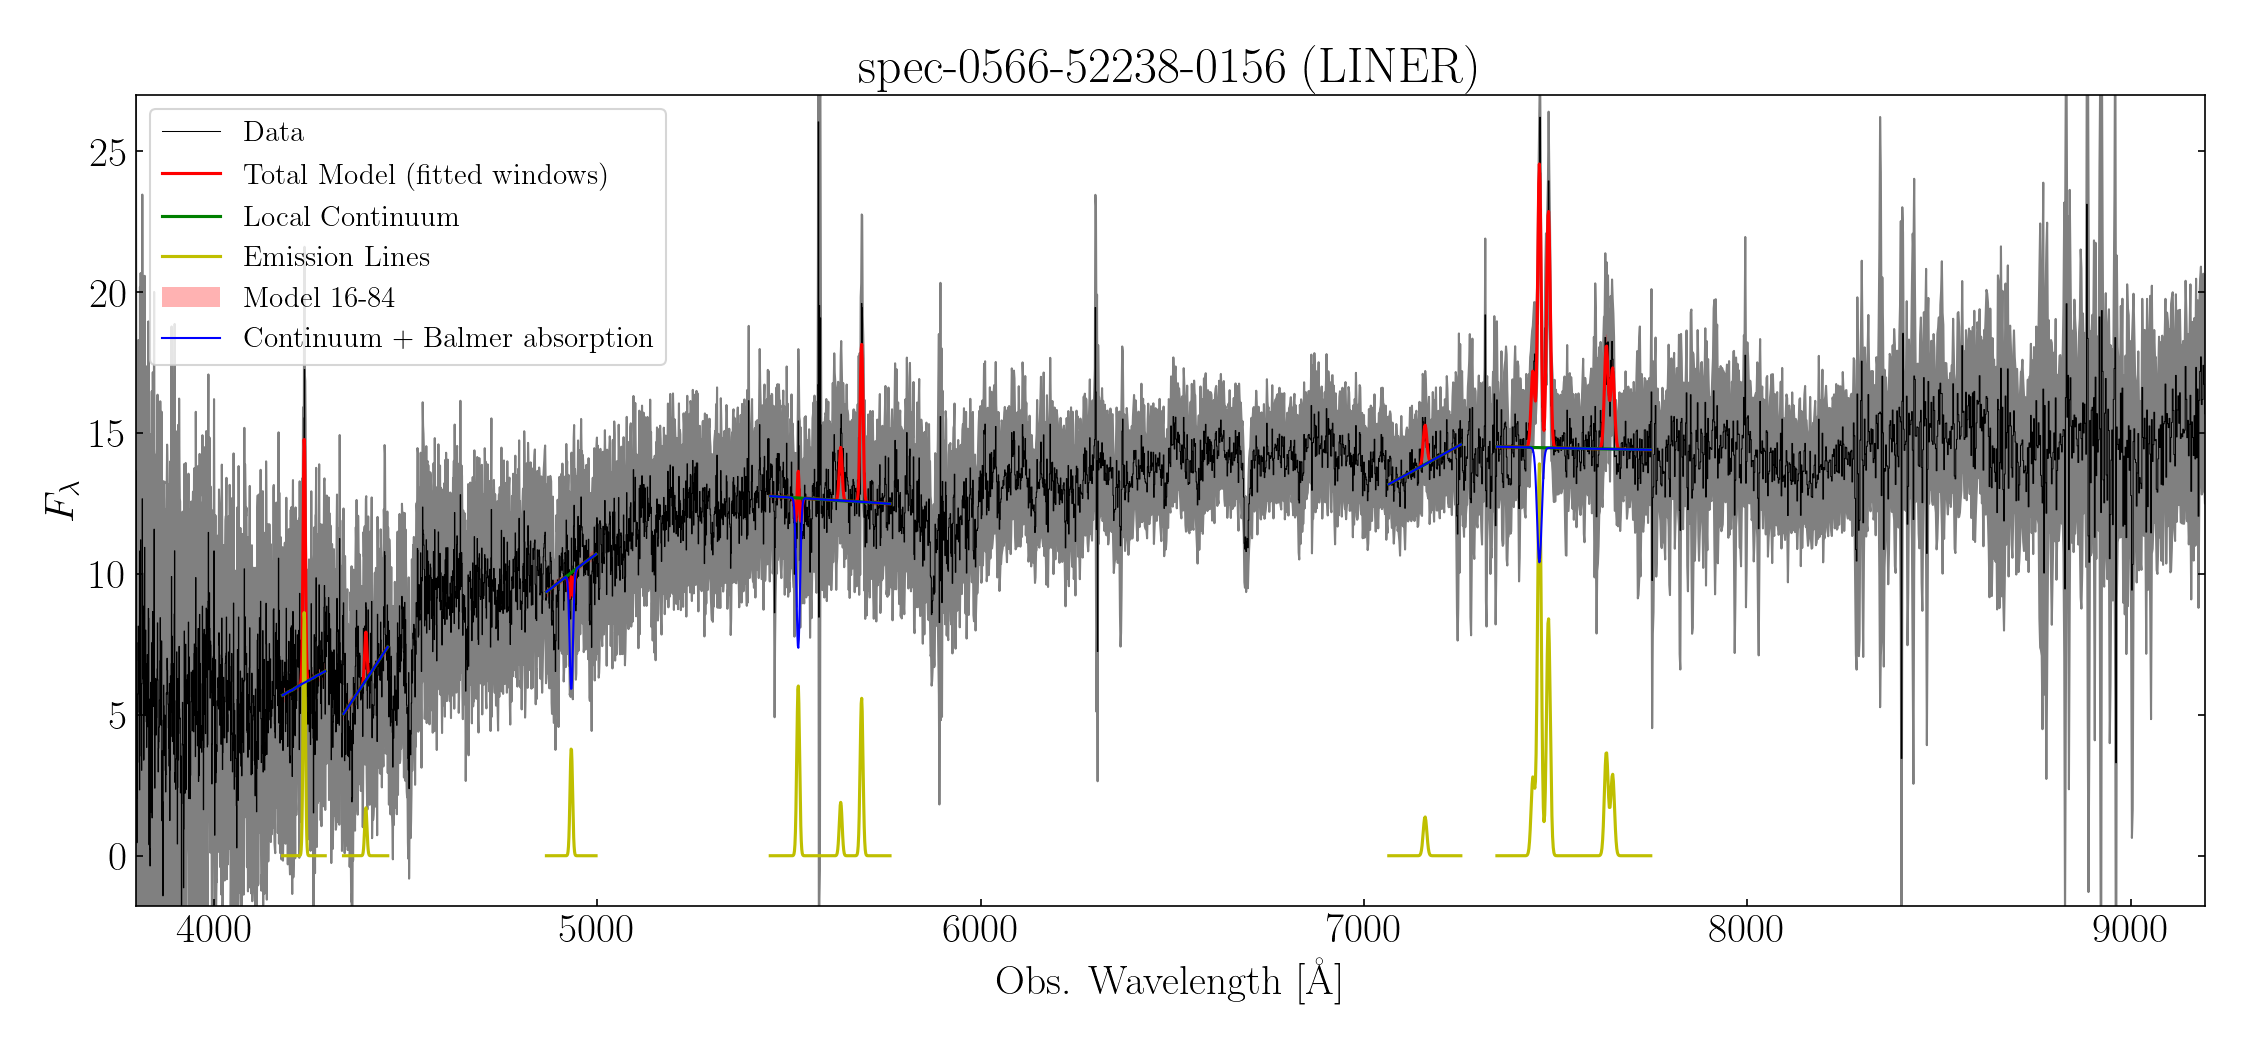 spec-0566-52238-0156 (LINER)
Data
Total Model (fitted windows)
Local Continuum
Emission Lines
Model 16-84
Continuum + Balmer absorption
25
20
15
10
5
0
Fλ
4000 5000 6000 7000 8000 9000
Obs. Wavelength [Å]